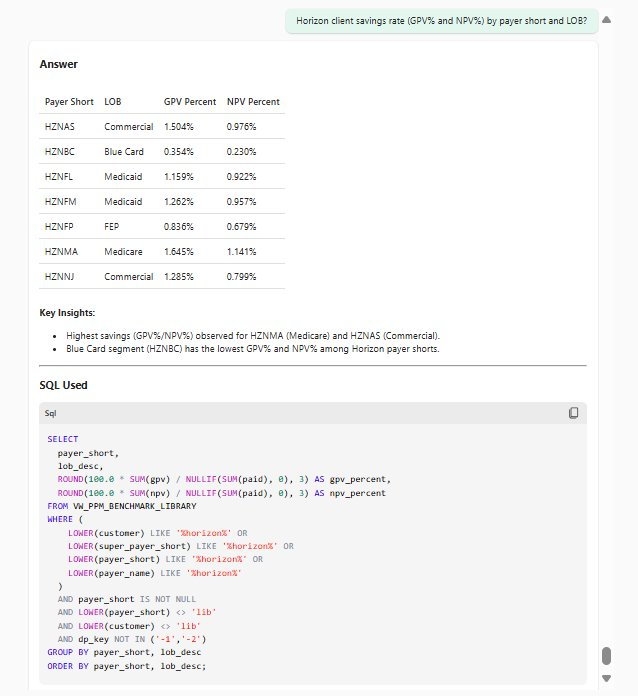 Horizon client savings rate (GPV% and NPV%) by payer short and LOB?
Answer
Payer Short LOB GPV Percent NPV Percent
HZNAS Commercial 1.504% 0.976%
HZNBC Blue Card 0.354% 0.230%
HZNFL Medicaid 1.159% 0.922%
HZNFM Medicaid 1.262% 0.957%
HZNFP FEP 0.836% 0.679%
HZNMA Medicare 1.645% 1.141%
HZNNJ Commercial 1.285% 0.799%
Key Insights:
• Highest savings (GPV%/NPV%) observed for HZNMA (Medicare) and HZNAS (Commercial).
• Blue Card segment (HZNBC) has the lowest GPV% and NPV% among Horizon payer shorts.
SQL Used
Sql
SELECT
payer_short,
lob_desc,
ROUND(100.0 * SUM(gpv) / NULLIF(SUM(paid), 0), 3) AS gpv_percent,
ROUND(100.0 * SUM(npv) / NULLIF(SUM(paid), 0), 3) AS npv_percent
FROM VW_PPM_BENCHMARK_LIBRARY
WHERE (
LOWER(customer) LIKE '%horizon%' OR
LOWER(super_payer_short) LIKE '%horizon%' OR
LOWER(payer_short) LIKE '%horizon%' OR
LOWER(payer_name) LIKE '%horizon%'
)
AND payer_short IS NOT NULL
AND LOWER(payer_short) <> 'lib'
AND LOWER(customer) <> 'lib'
AND dp_key NOT IN ('-1','-2')
GROUP BY payer_short, lob_desc
ORDER BY payer_short, lob_desc;